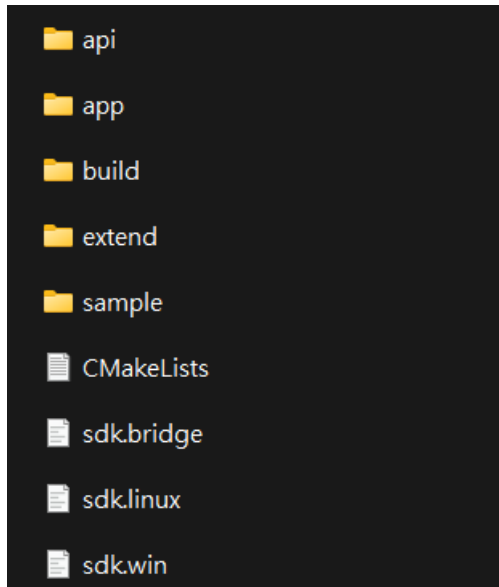 api
app
build
extend
sample
CMakeLists
sdk.bridge
sdk.linux
sdk.win